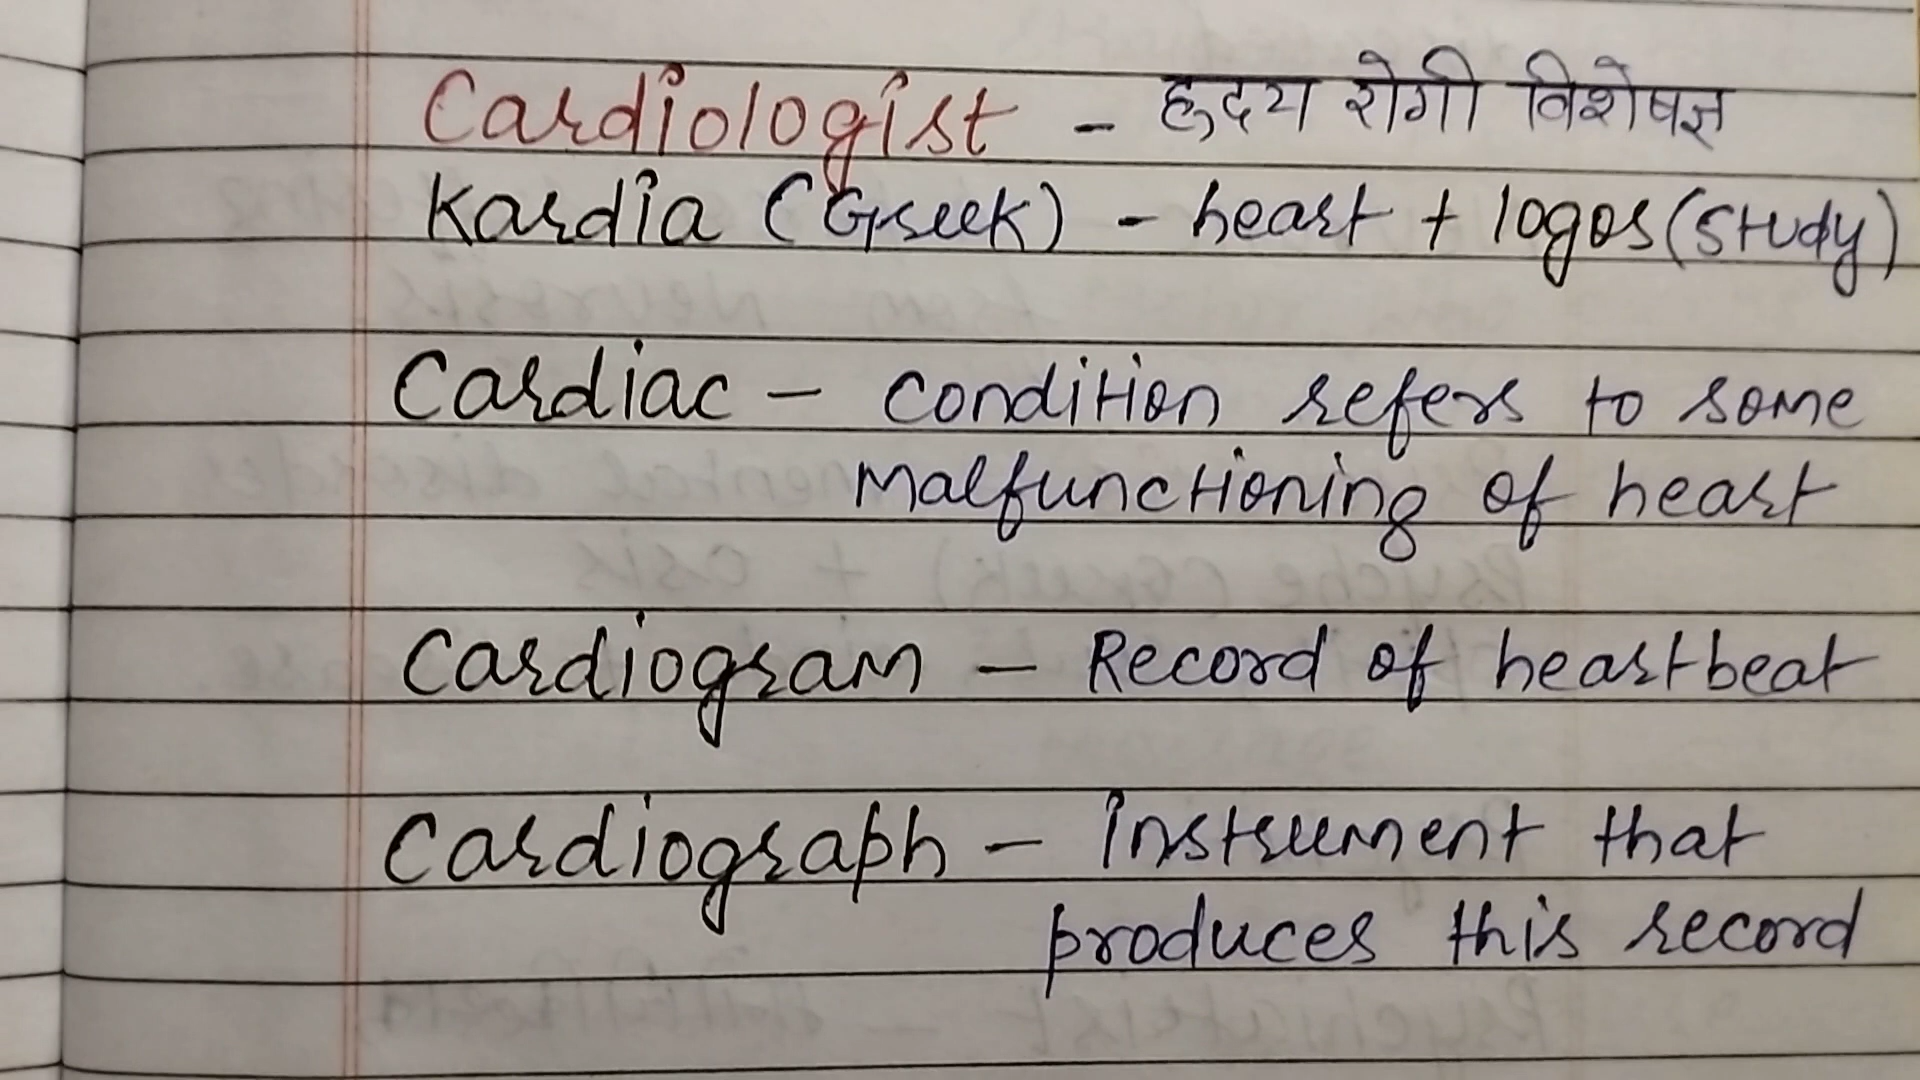 Cardiologist - हृदय रोगी विशेषज्ञ
Kardia (Greek) - heart + logos (study)
Cardiac - condition refers to some
malfunctioning of heart
Cardiogram - Record of heartbeat
Cardiograph - Instrument that
produces this record